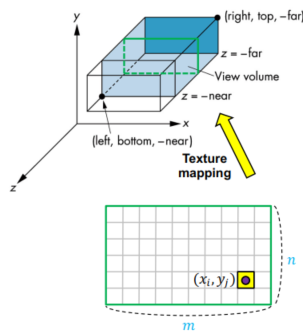 y
(right, top, −far)
z = −far
View volume
z = −near
x
(left, bottom, −near)
z
Texture
mapping
(x_i, y_j)
n
m